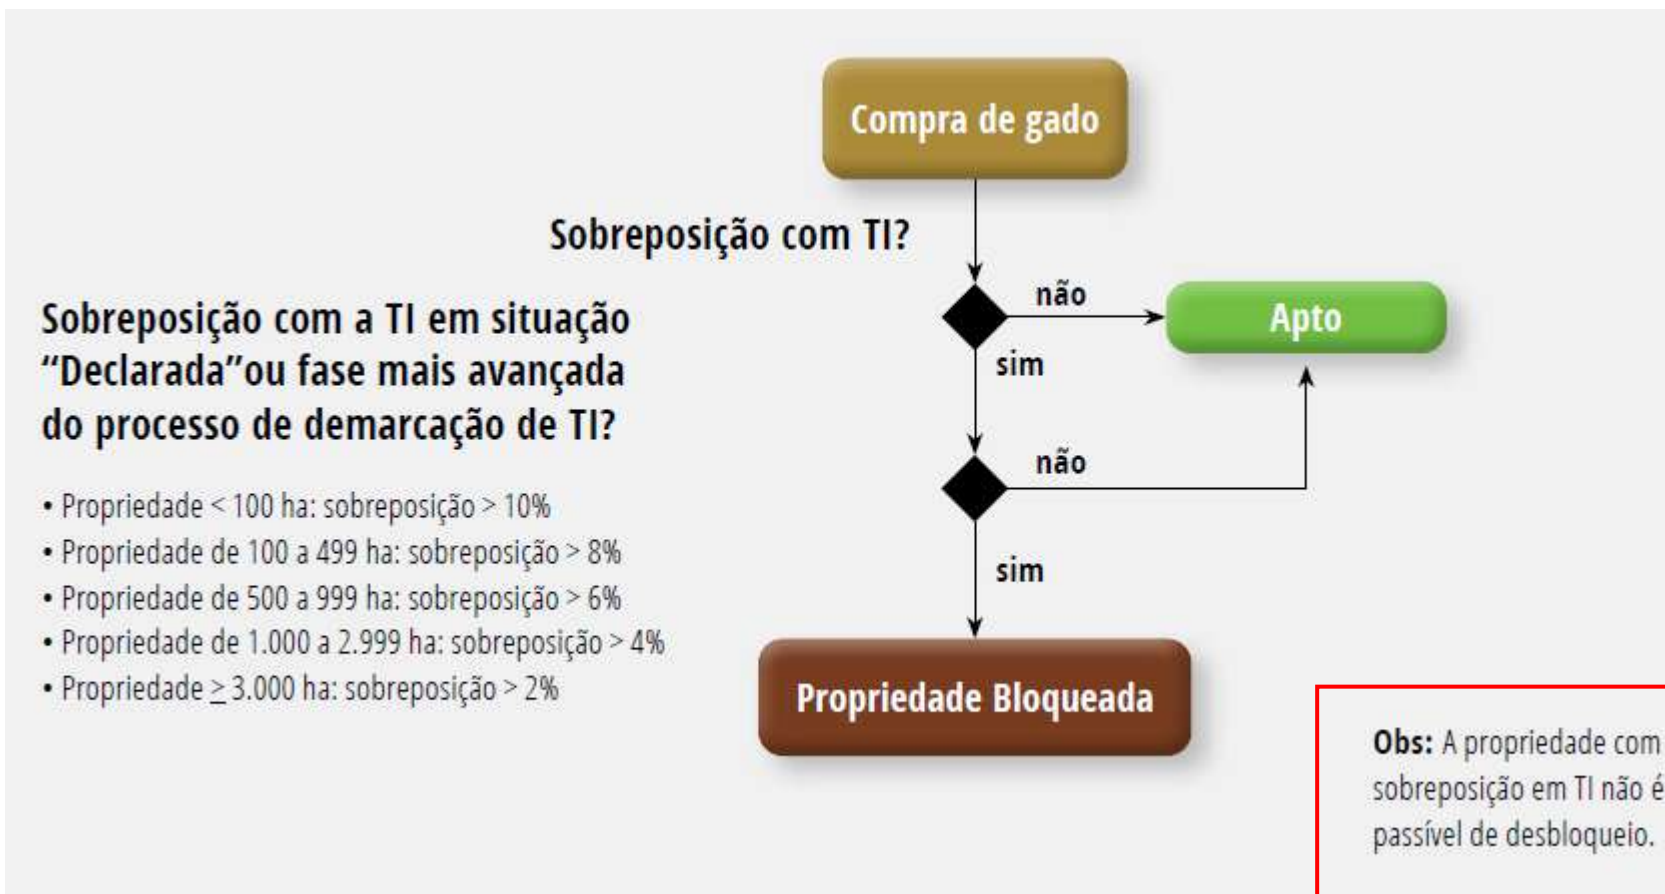 Compra de gado
Sobreposição com TI?
não
Apto
sim
Sobreposição com a TI em situação
“Declarada”ou fase mais avançada
do processo de demarcação de TI?
não
• Propriedade < 100 ha: sobreposição > 10%
• Propriedade de 100 a 499 ha: sobreposição > 8%
• Propriedade de 500 a 999 ha: sobreposição > 6%
• Propriedade de 1.000 a 2.999 ha: sobreposição > 4%
• Propriedade ≥ 3.000 ha: sobreposição > 2%
sim
Propriedade Bloqueada
Obs: A propriedade com
sobreposição em TI não é
passível de desbloqueio.